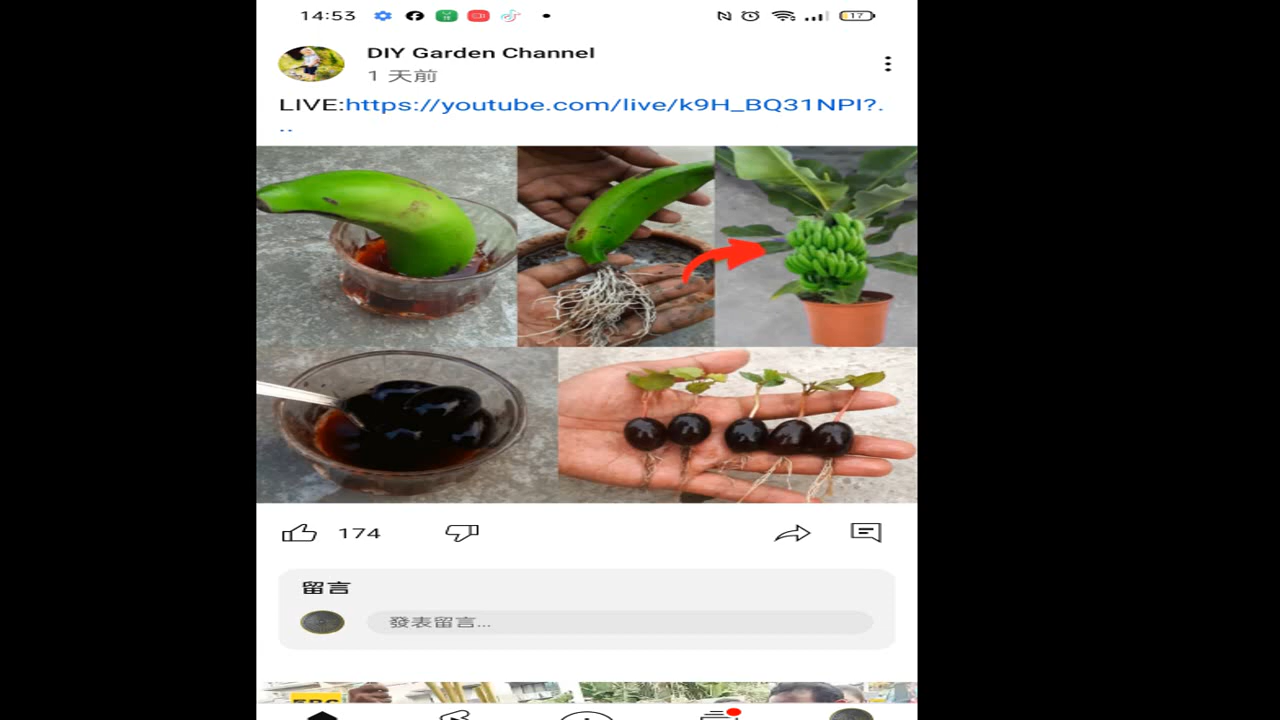 14:53
17
DIY Garden Channel
1 天前
LIVE:https://youtube.com/live/k9H_BQ31NPI?.
..
174
留言
發表留言...